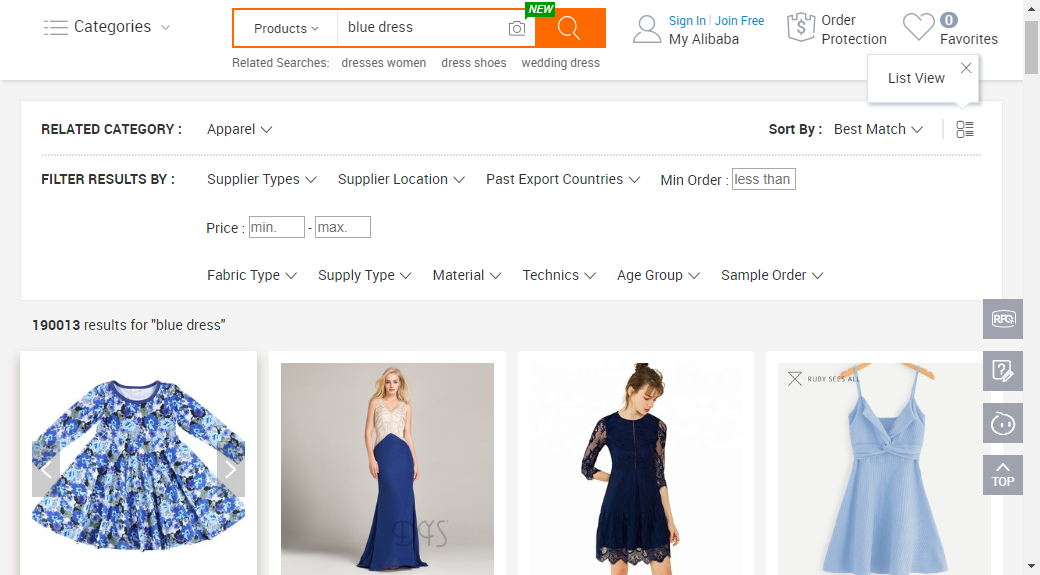 Categories
Products
blue dress
NEW
Sign In | Join Free
My Alibaba
Order
Protection
0
Favorites
Related Searches: dresses women dress shoes wedding dress
List View
RELATED CATEGORY : Apparel
Sort By : Best Match
FILTER RESULTS BY : Supplier Types Supplier Location Past Export Countries Min Order : less than
Price : min. - max.
Fabric Type Supply Type Material Technics Age Group Sample Order
190013 results for "blue dress"
RFQ
RUBY SEES ALL
DYS
TOP